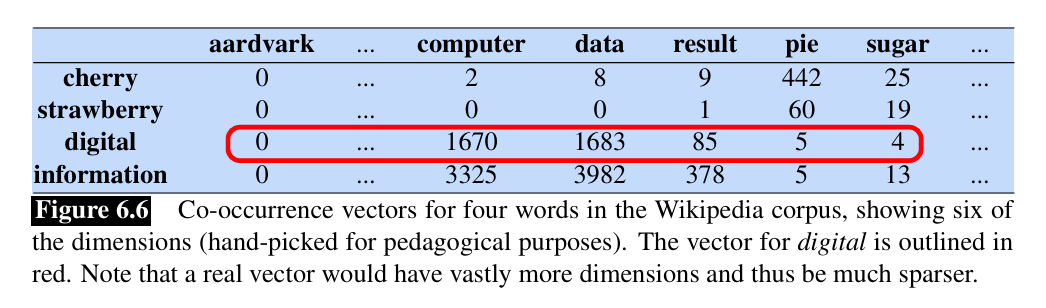 aardvark ... computer data result pie sugar ...
cherry 0 ... 2 8 9 442 25 ...
strawberry 0 ... 0 0 1 60 19 ...
digital 0 ... 1670 1683 85 5 4 ...
information 0 ... 3325 3982 378 5 13 ...
Figure 6.6 Co-occurrence vectors for four words in the Wikipedia corpus, showing six of
the dimensions (hand-picked for pedagogical purposes). The vector for digital is outlined in
red. Note that a real vector would have vastly more dimensions and thus be much sparser.